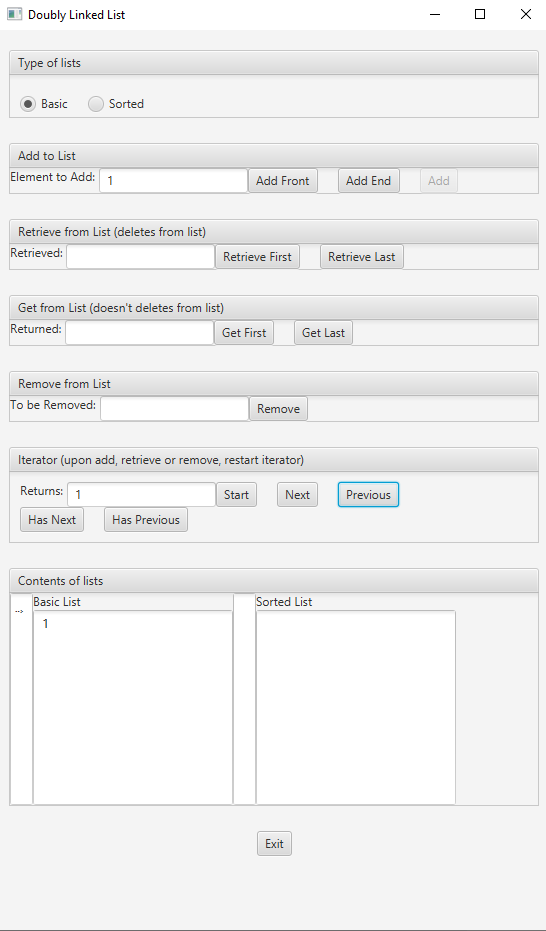 Doubly Linked List
Type of lists
Basic Sorted
Add to List
Element to Add: 1 Add Front Add End Add
Retrieve from List (deletes from list)
Retrieved: Retrieve First Retrieve Last
Get from List (doesn't deletes from list)
Returned: Get First Get Last
Remove from List
To be Removed: Remove
Iterator (upon add, retrieve or remove, restart iterator)
Returns: 1 Start Next Previous
Has Next Has Previous
Contents of lists
Basic List Sorted List
--> 1
Exit